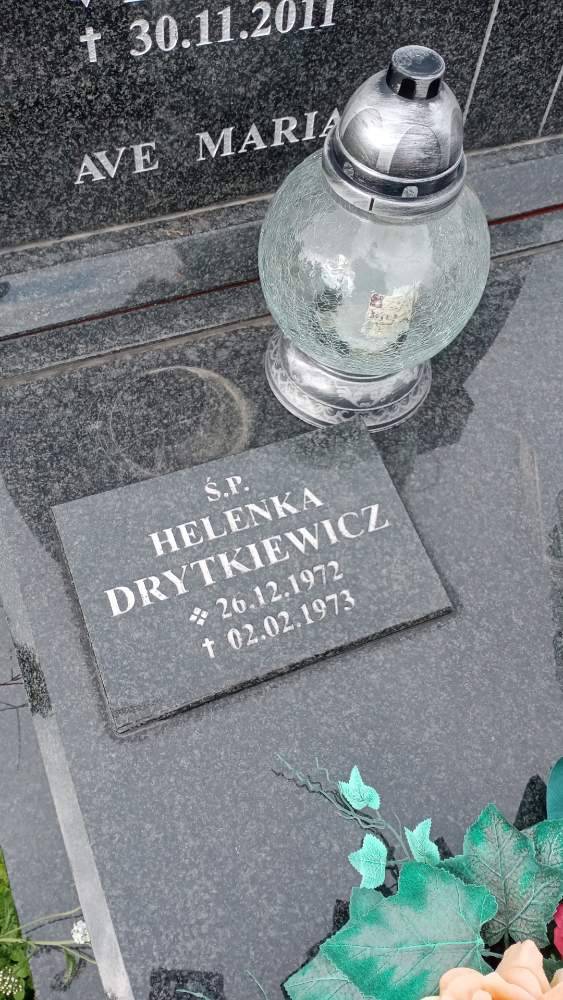 † 30.11.2011
AVE MARIA
Ś.P.
HELENKA
DRYTKIEWICZ
❖ 26.12.1972
† 02.02.1973